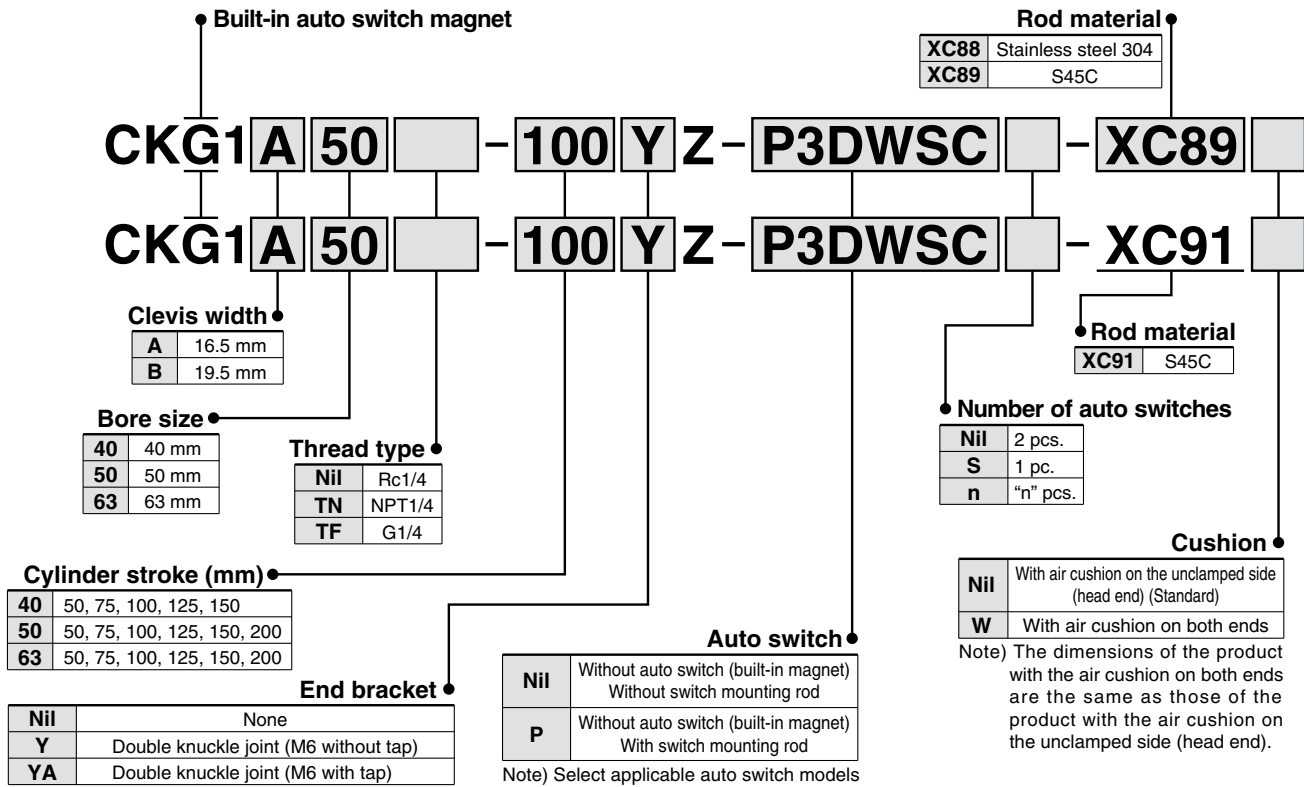 Built-in auto switch magnet
Rod material
XC88 Stainless steel 304
XC89 S45C
CKG1 A 50 - 100 Y Z - P3DWSC - XC89
CKG1 A 50 - 100 Y Z - P3DWSC - XC91
Clevis width
A 16.5 mm
B 19.5 mm
Rod material
XC91 S45C
Bore size
40 40 mm
50 50 mm
63 63 mm
Thread type
Nil Rc1/4
TN NPT1/4
TF G1/4
Number of auto switches
Nil 2 pcs.
S 1 pc.
n “n” pcs.
Cylinder stroke (mm)
40 50, 75, 100, 125, 150
50 50, 75, 100, 125, 150, 200
63 50, 75, 100, 125, 150, 200
Cushion
Nil With air cushion on the unclamped side
(head end) (Standard)
W With air cushion on both ends
Note) The dimensions of the product
with the air cushion on both ends
are the same as those of the
product with the air cushion on
the unclamped side (head end).
End bracket
Nil None
Y Double knuckle joint (M6 without tap)
YA Double knuckle joint (M6 with tap)
Auto switch
Nil Without auto switch (built-in magnet)
Without switch mounting rod
P Without auto switch (built-in magnet)
With switch mounting rod
Note) Select applicable auto switch models